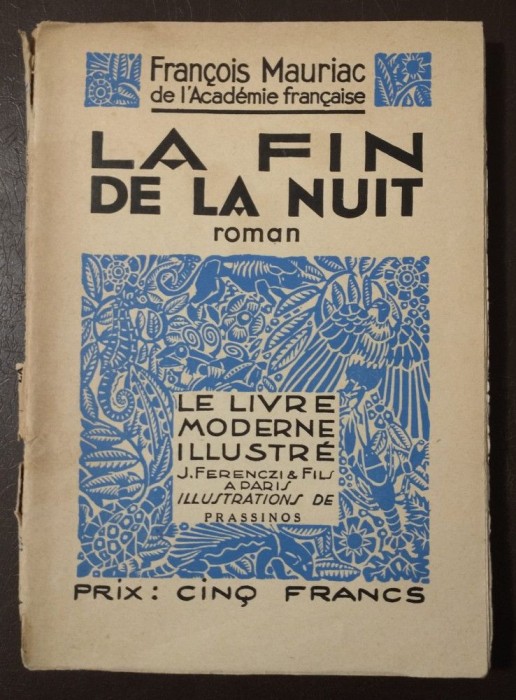 François Mauriac
de l'Académie française
LA FIN
DE LA NUIT
roman
LE LIVRE
MODERNE
ILLUSTRÉ
J. FERENCZI & FILS
A PARIS
ILLUSTRATIONS DE
PRASSINOS
PRIX : CINQ FRANCS